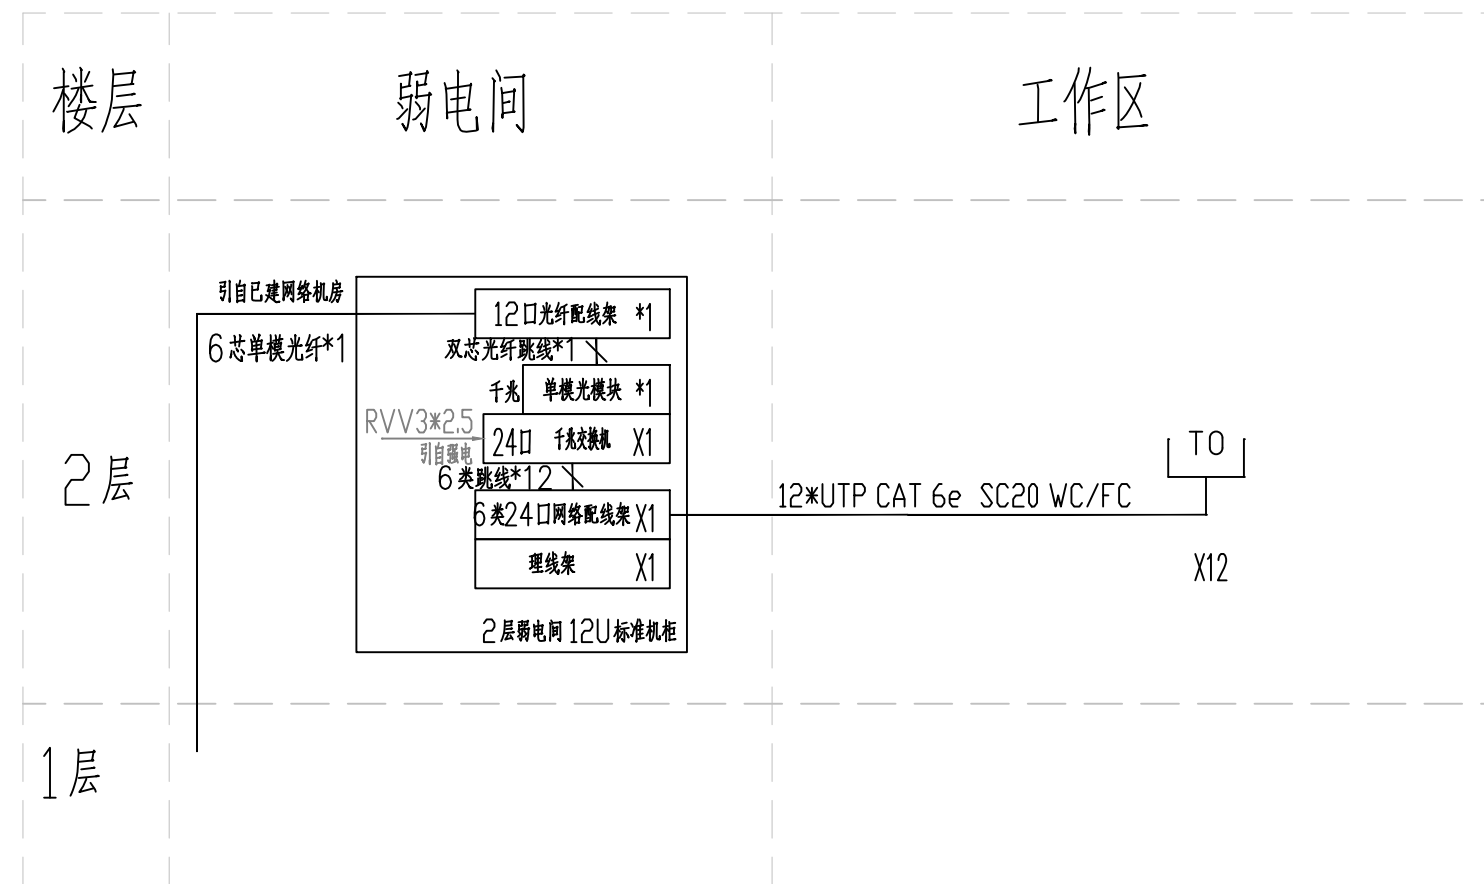 楼层 弱电间 工作区
引自已建网络机房
12口光纤配线架 *1
6芯单模光纤*1
双芯光纤跳线*1
千兆 单模光模块 *1
RVV3*2.5
24口 千兆交换机 X1
引自强电
6类跳线*12
2层
TO
12*UTP CAT 6e SC20 WC/FC
6类24口网络配线架 X1
理线架 X1
X12
2层弱电间12U标准机柜
1层